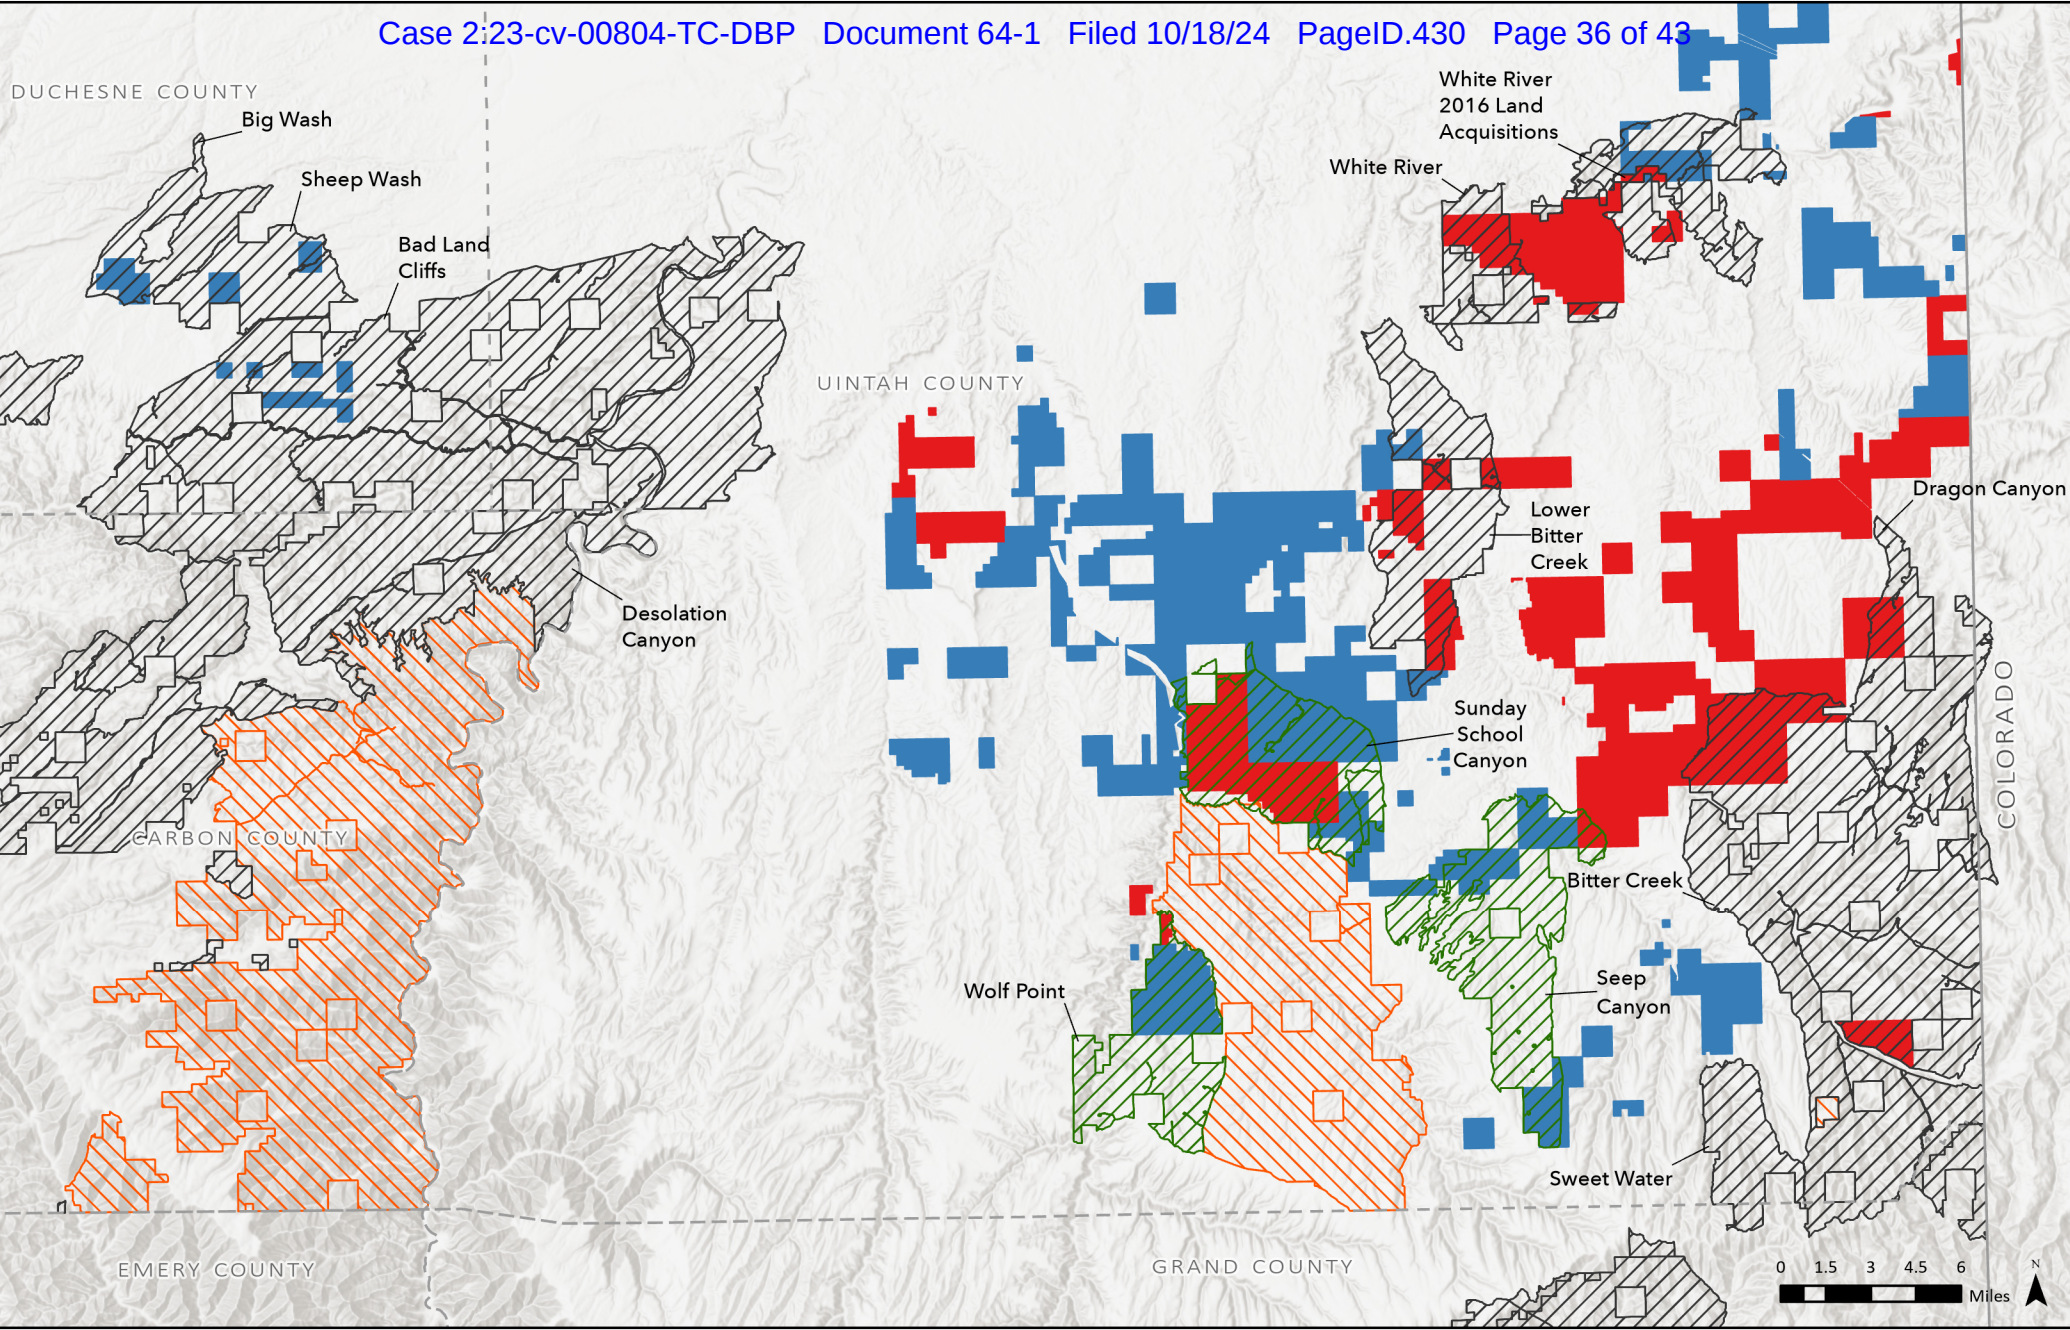 Case 2:23-cv-00804-TC-DBP Document 64-1 Filed 10/18/24 PageID.430 Page 36 of 43
DUCHESNE COUNTY
Big Wash
Sheep Wash
Bad Land
Cliffs
White River
2016 Land
Acquisitions
White River
UINTAH COUNTY
Dragon Canyon
Lower
Bitter
Creek
Desolation
Canyon
Sunday
School
Canyon
COLORADO
CARBON COUNTY
Bitter Creek
Wolf Point
Seep
Canyon
Sweet Water
EMERY COUNTY
GRAND COUNTY
0 1.5 3 4.5 6
Miles
N